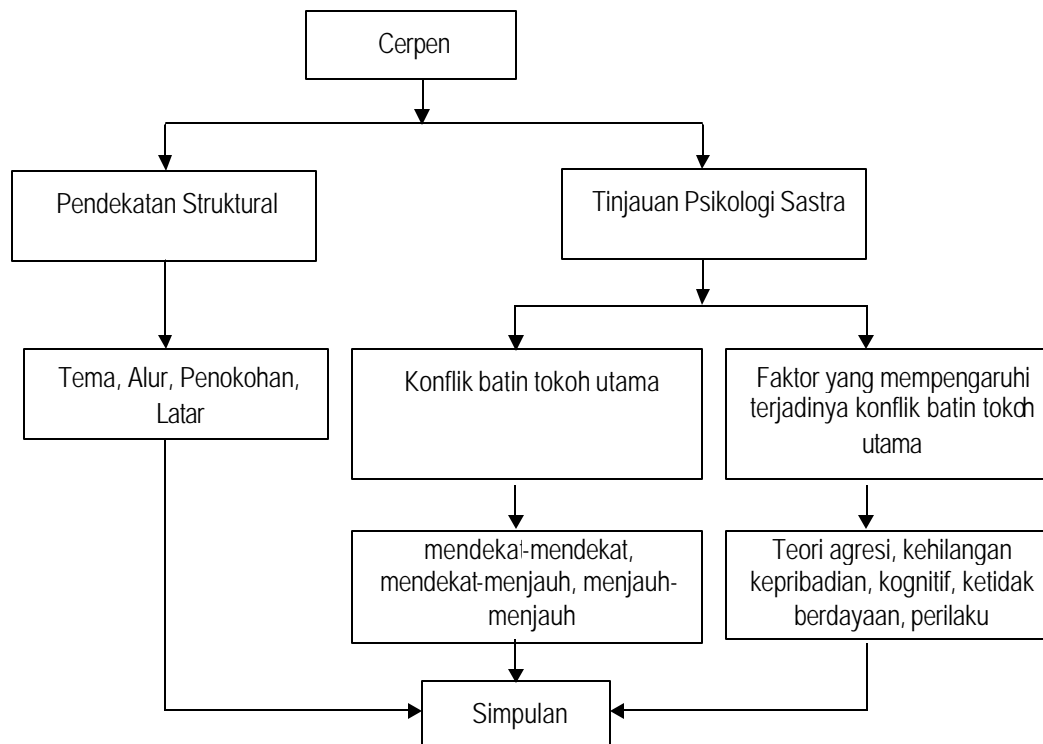 Cerpen
Pendekatan Struktural
Tinjauan Psikologi Sastra
Tema, Alur, Penokohan,
Latar
Konflik batin tokoh utama
Faktor yang mempengaruhi
terjadinya konflik batin tokoh
utama
mendekat-mendekat,
mendekat-menjauh, menjauh-
menjauh
Teori agresi, kehilangan
kepribadian, kognitif, ketidak
berdayaan, perilaku
Simpulan